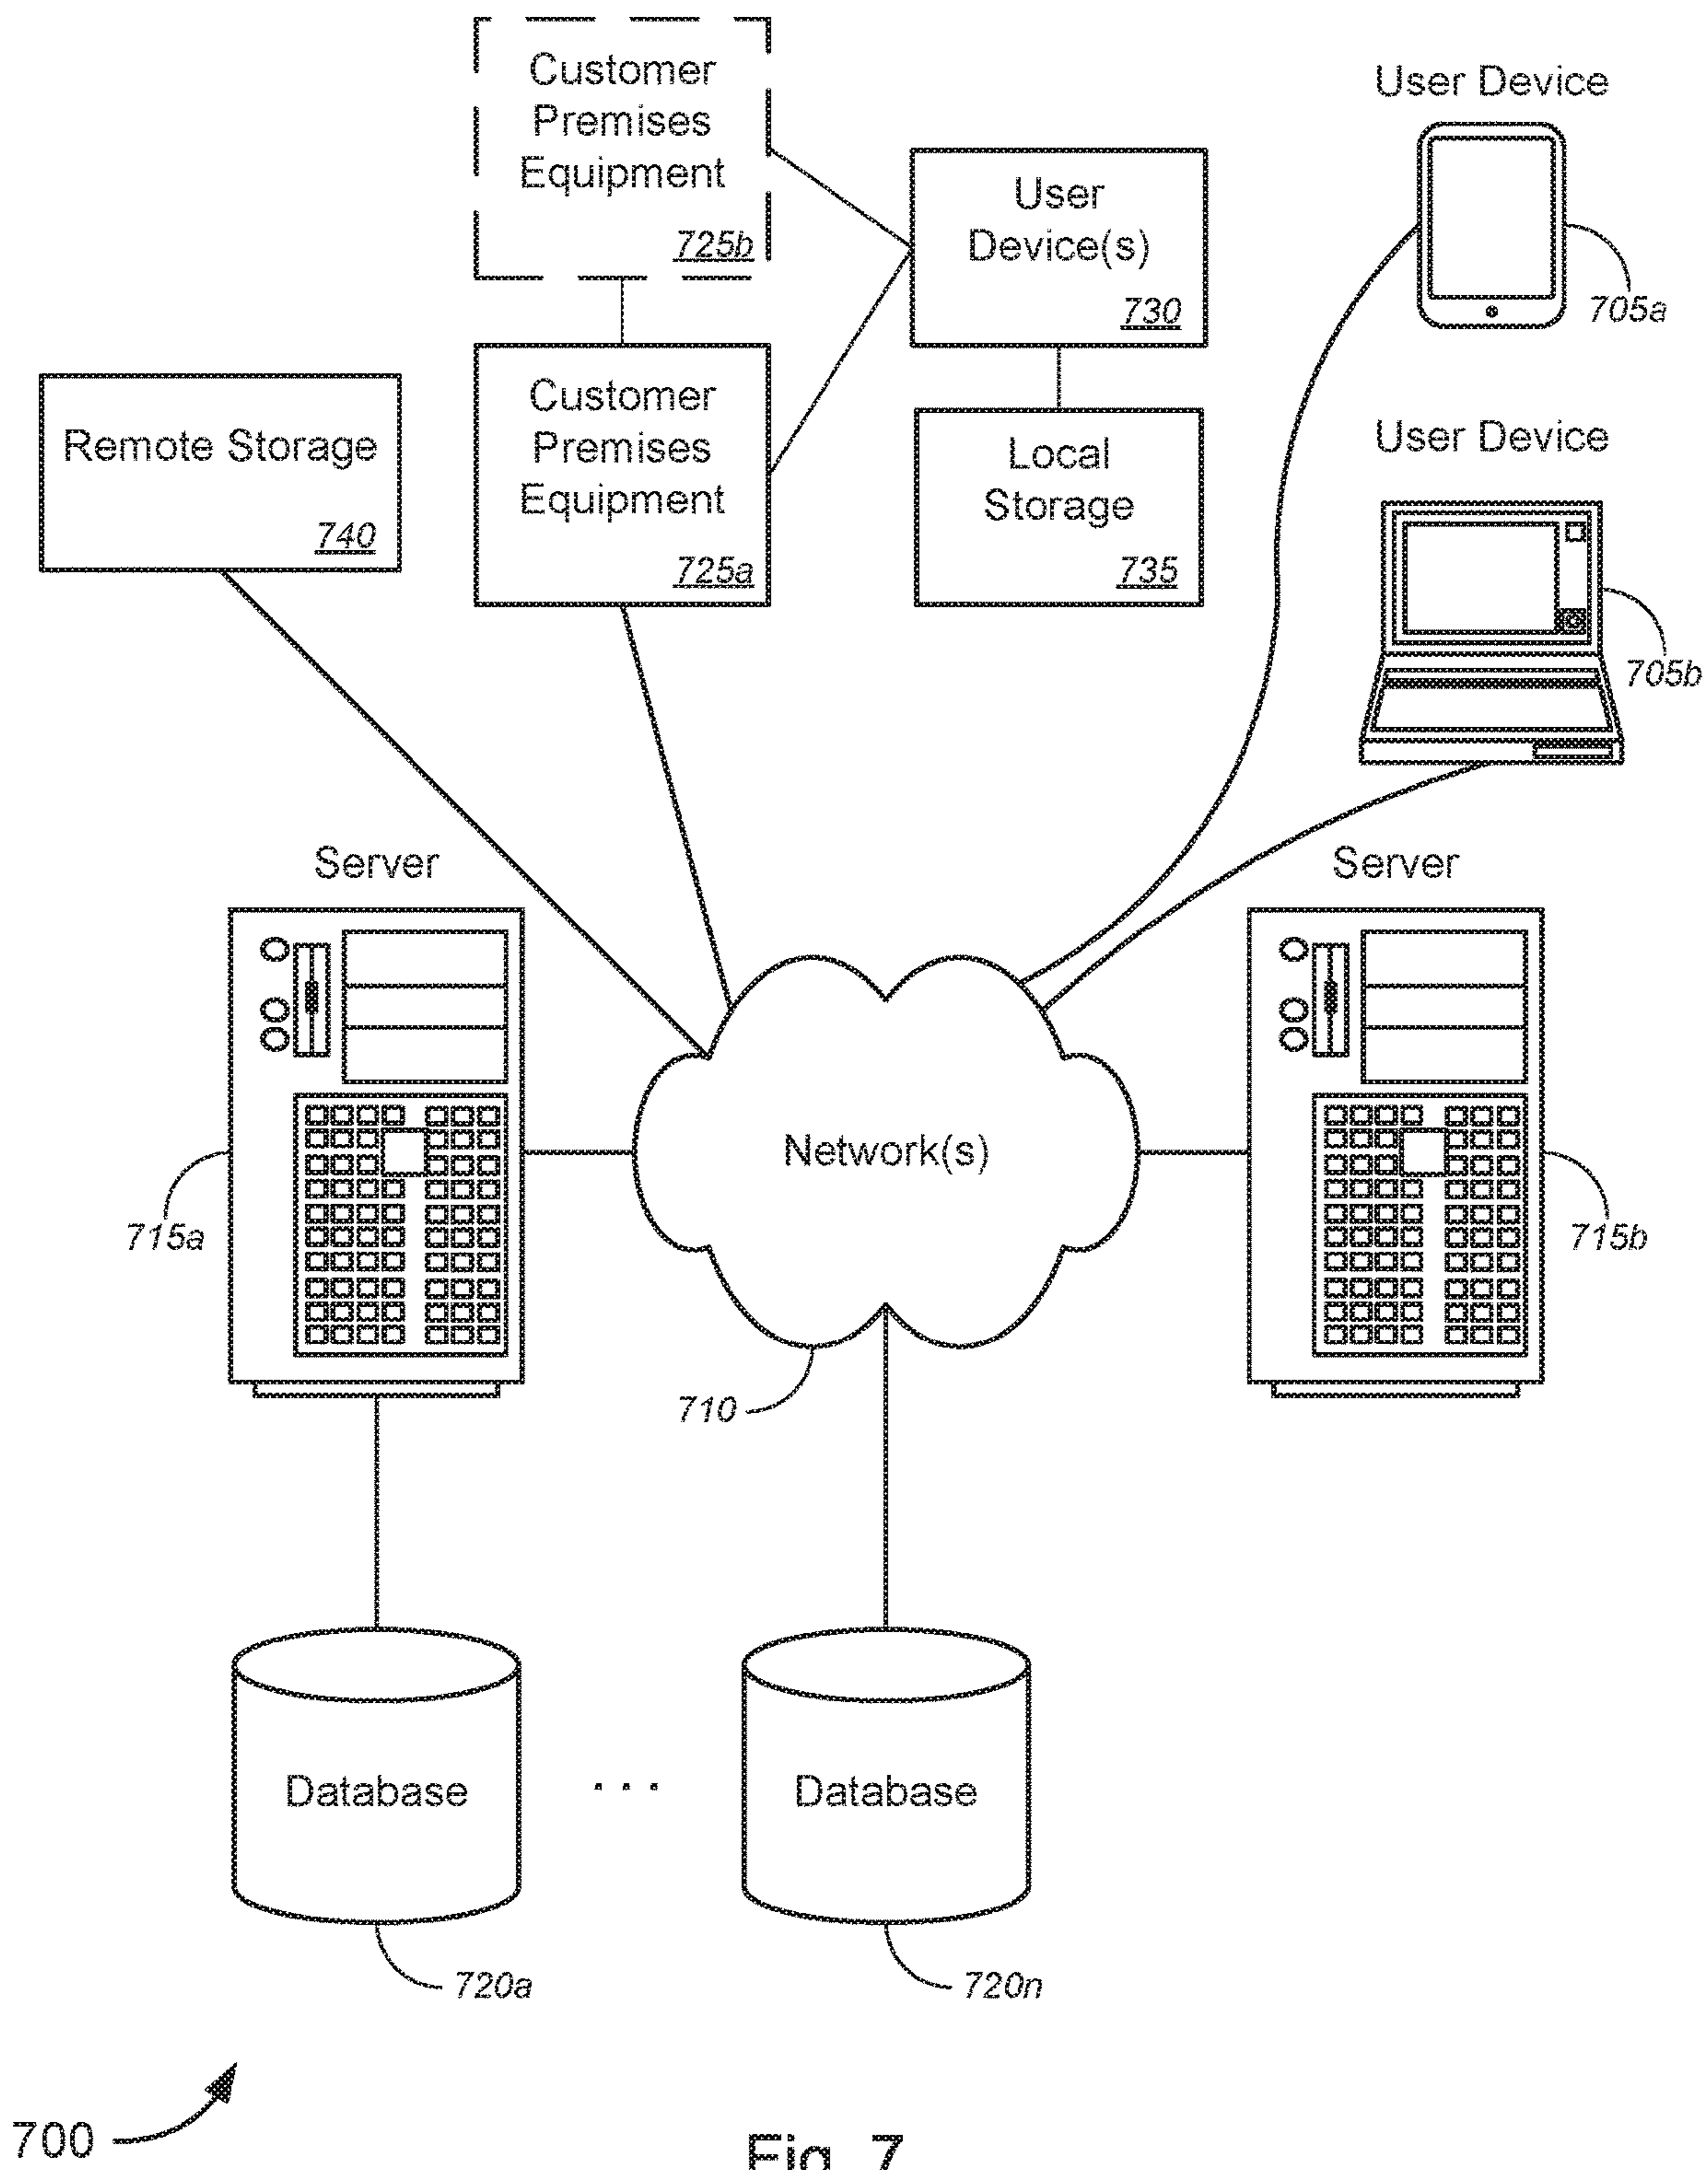 Customer
Premises
Equipment
725b
User
Device(s)
730
User Device
705a
Remote Storage
740
Customer
Premises
Equipment
725a
Local
Storage
735
User Device
705b
Server
715a
Network(s)
710
Server
715b
Database
720a
. . .
Database
720n
700
Fig. 7